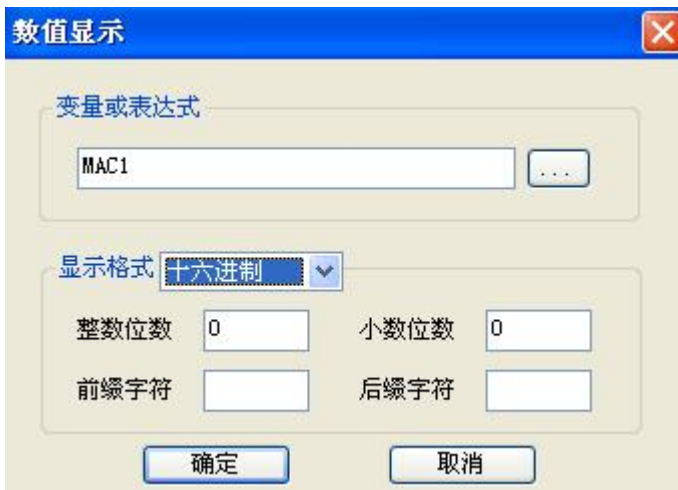 数值显示
变量或表达式
MAC1
...
显示格式 十六进制
整数位数 0 小数位数 0
前缀字符 后缀字符
确定 取消